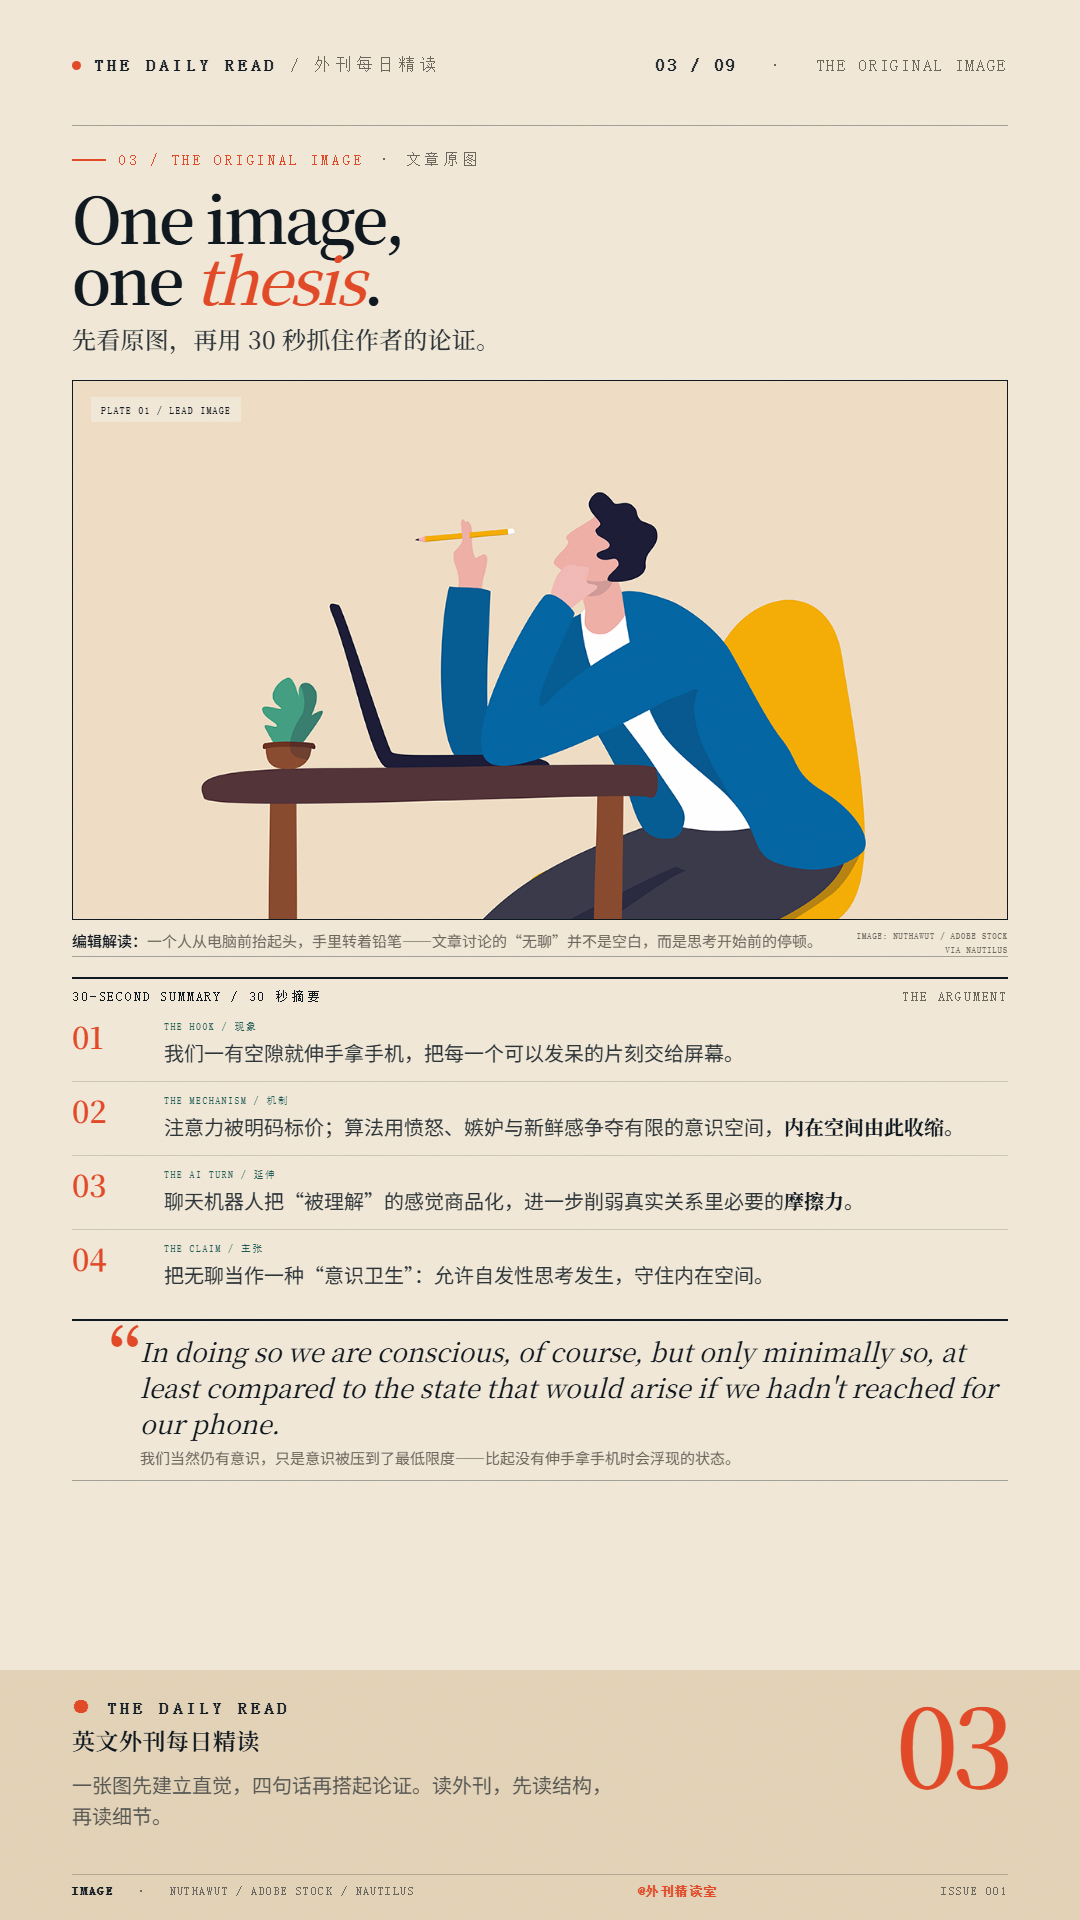 THE DAILY READ / 外刊每日精读
03 / 09 · THE ORIGINAL IMAGE
03 / THE ORIGINAL IMAGE · 文章原图
One image,
one thesis.
先看原图，再用 30 秒抓住作者的论证。
PLATE 01 / LEAD IMAGE
编辑解读：一个人从电脑前抬起头，手里转着铅笔——文章讨论的“无聊”并不是空白，而是思考开始前的停顿。
IMAGE: NUTHAWUT / ADOBE STOCK
VIA NAUTILUS
30-SECOND SUMMARY / 30 秒摘要
THE ARGUMENT
01
THE HOOK / 现象
我们一有空隙就伸手拿手机，把每一个可以发呆的片刻交给屏幕。
02
THE MECHANISM / 机制
注意力被明码标价；算法用愤怒、嫉妒与新鲜感争夺有限的意识空间，内在空间由此收缩。
03
THE AI TURN / 延伸
聊天机器人把“被理解”的感觉商品化，进一步削弱真实关系里必要的摩擦力。
04
THE CLAIM / 主张
把无聊当作一种“意识卫生”：允许自发性思考发生，守住内在空间。
“In doing so we are conscious, of course, but only minimally so, at
least compared to the state that would arise if we hadn't reached for
our phone.
我们当然仍有意识，只是意识被压到了最低限度——比起没有伸手拿手机时会浮现的状态。
THE DAILY READ
英文外刊每日精读
一张图先建立直觉，四句话再搭起论证。读外刊，先读结构，
再读细节。
03
IMAGE · NUTHAWUT / ADOBE STOCK / NAUTILUS
@外刊精读室
ISSUE 001